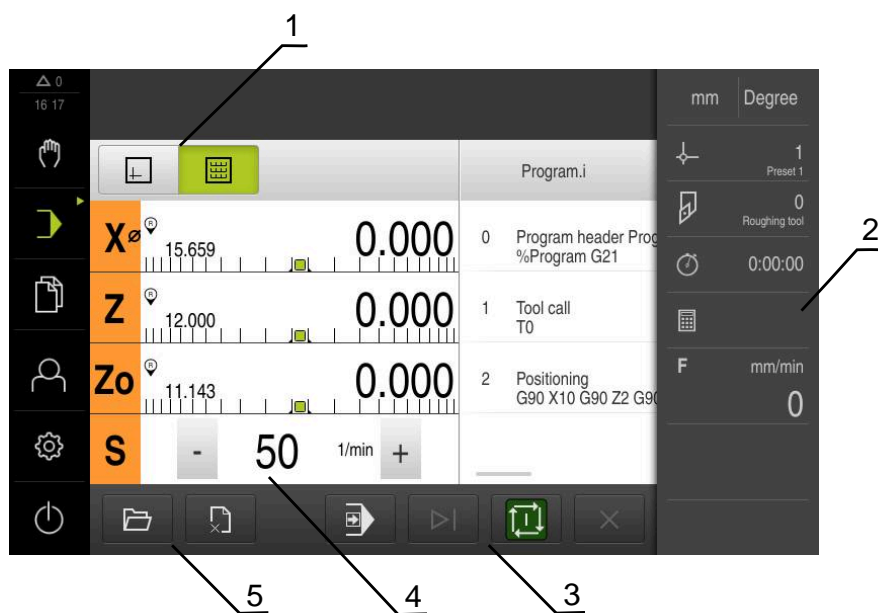 1
0
16 17
mm Degree
1
Preset 1
Program.i
0
Roughing tool
X ⌀ R 15.659 0.000
0 Program header Prog
%Program G21
2
0:00:00
Z R 12.000 0.000
1 Tool call
T0
Zo R 11.143 0.000
2 Positioning
G90 X10 G90 Z2 G90
F mm/min
0
S - 50 1/min +
5
4
3